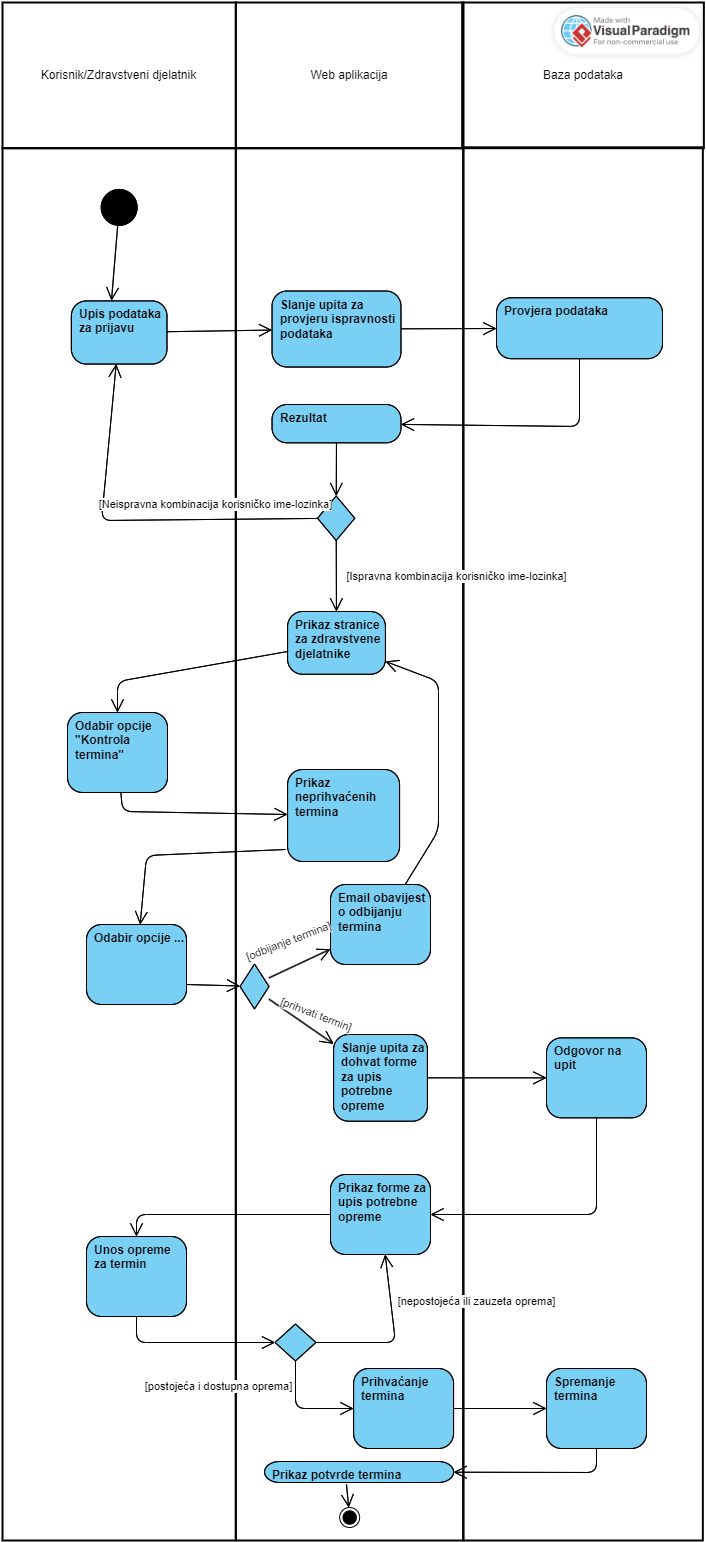 Made with
VisualParadigm
For non-commercial use
Korisnik/Zdravstveni djelatnik
Web aplikacija
Baza podataka
Upis podataka
za prijavu
Slanje upita za
provjeru ispravnosti
podataka
Provjera podataka
Rezultat
[Neispravna kombinacija korisničko ime-lozinka]
[Ispravna kombinacija korisničko ime-lozinka]
Prikaz stranice
za zdravstvene
djelatnike
Odabir opcije
"Kontrola
termina"
Prikaz
neprihvaćenih
termina
Odabir opcije ...
[odbijanje termina]
Email obavijest
o odbijanju
termina
[prihvati termin]
Slanje upita za
dohvat forme
za upis
potrebne
opreme
Odgovor na
upit
Prikaz forme za
upis potrebne
opreme
Unos opreme
za termin
[nepostojeća ili zauzeta oprema]
[postojeća i dostupna oprema]
Prihvaćanje
termina
Spremanje
termina
Prikaz potvrde termina